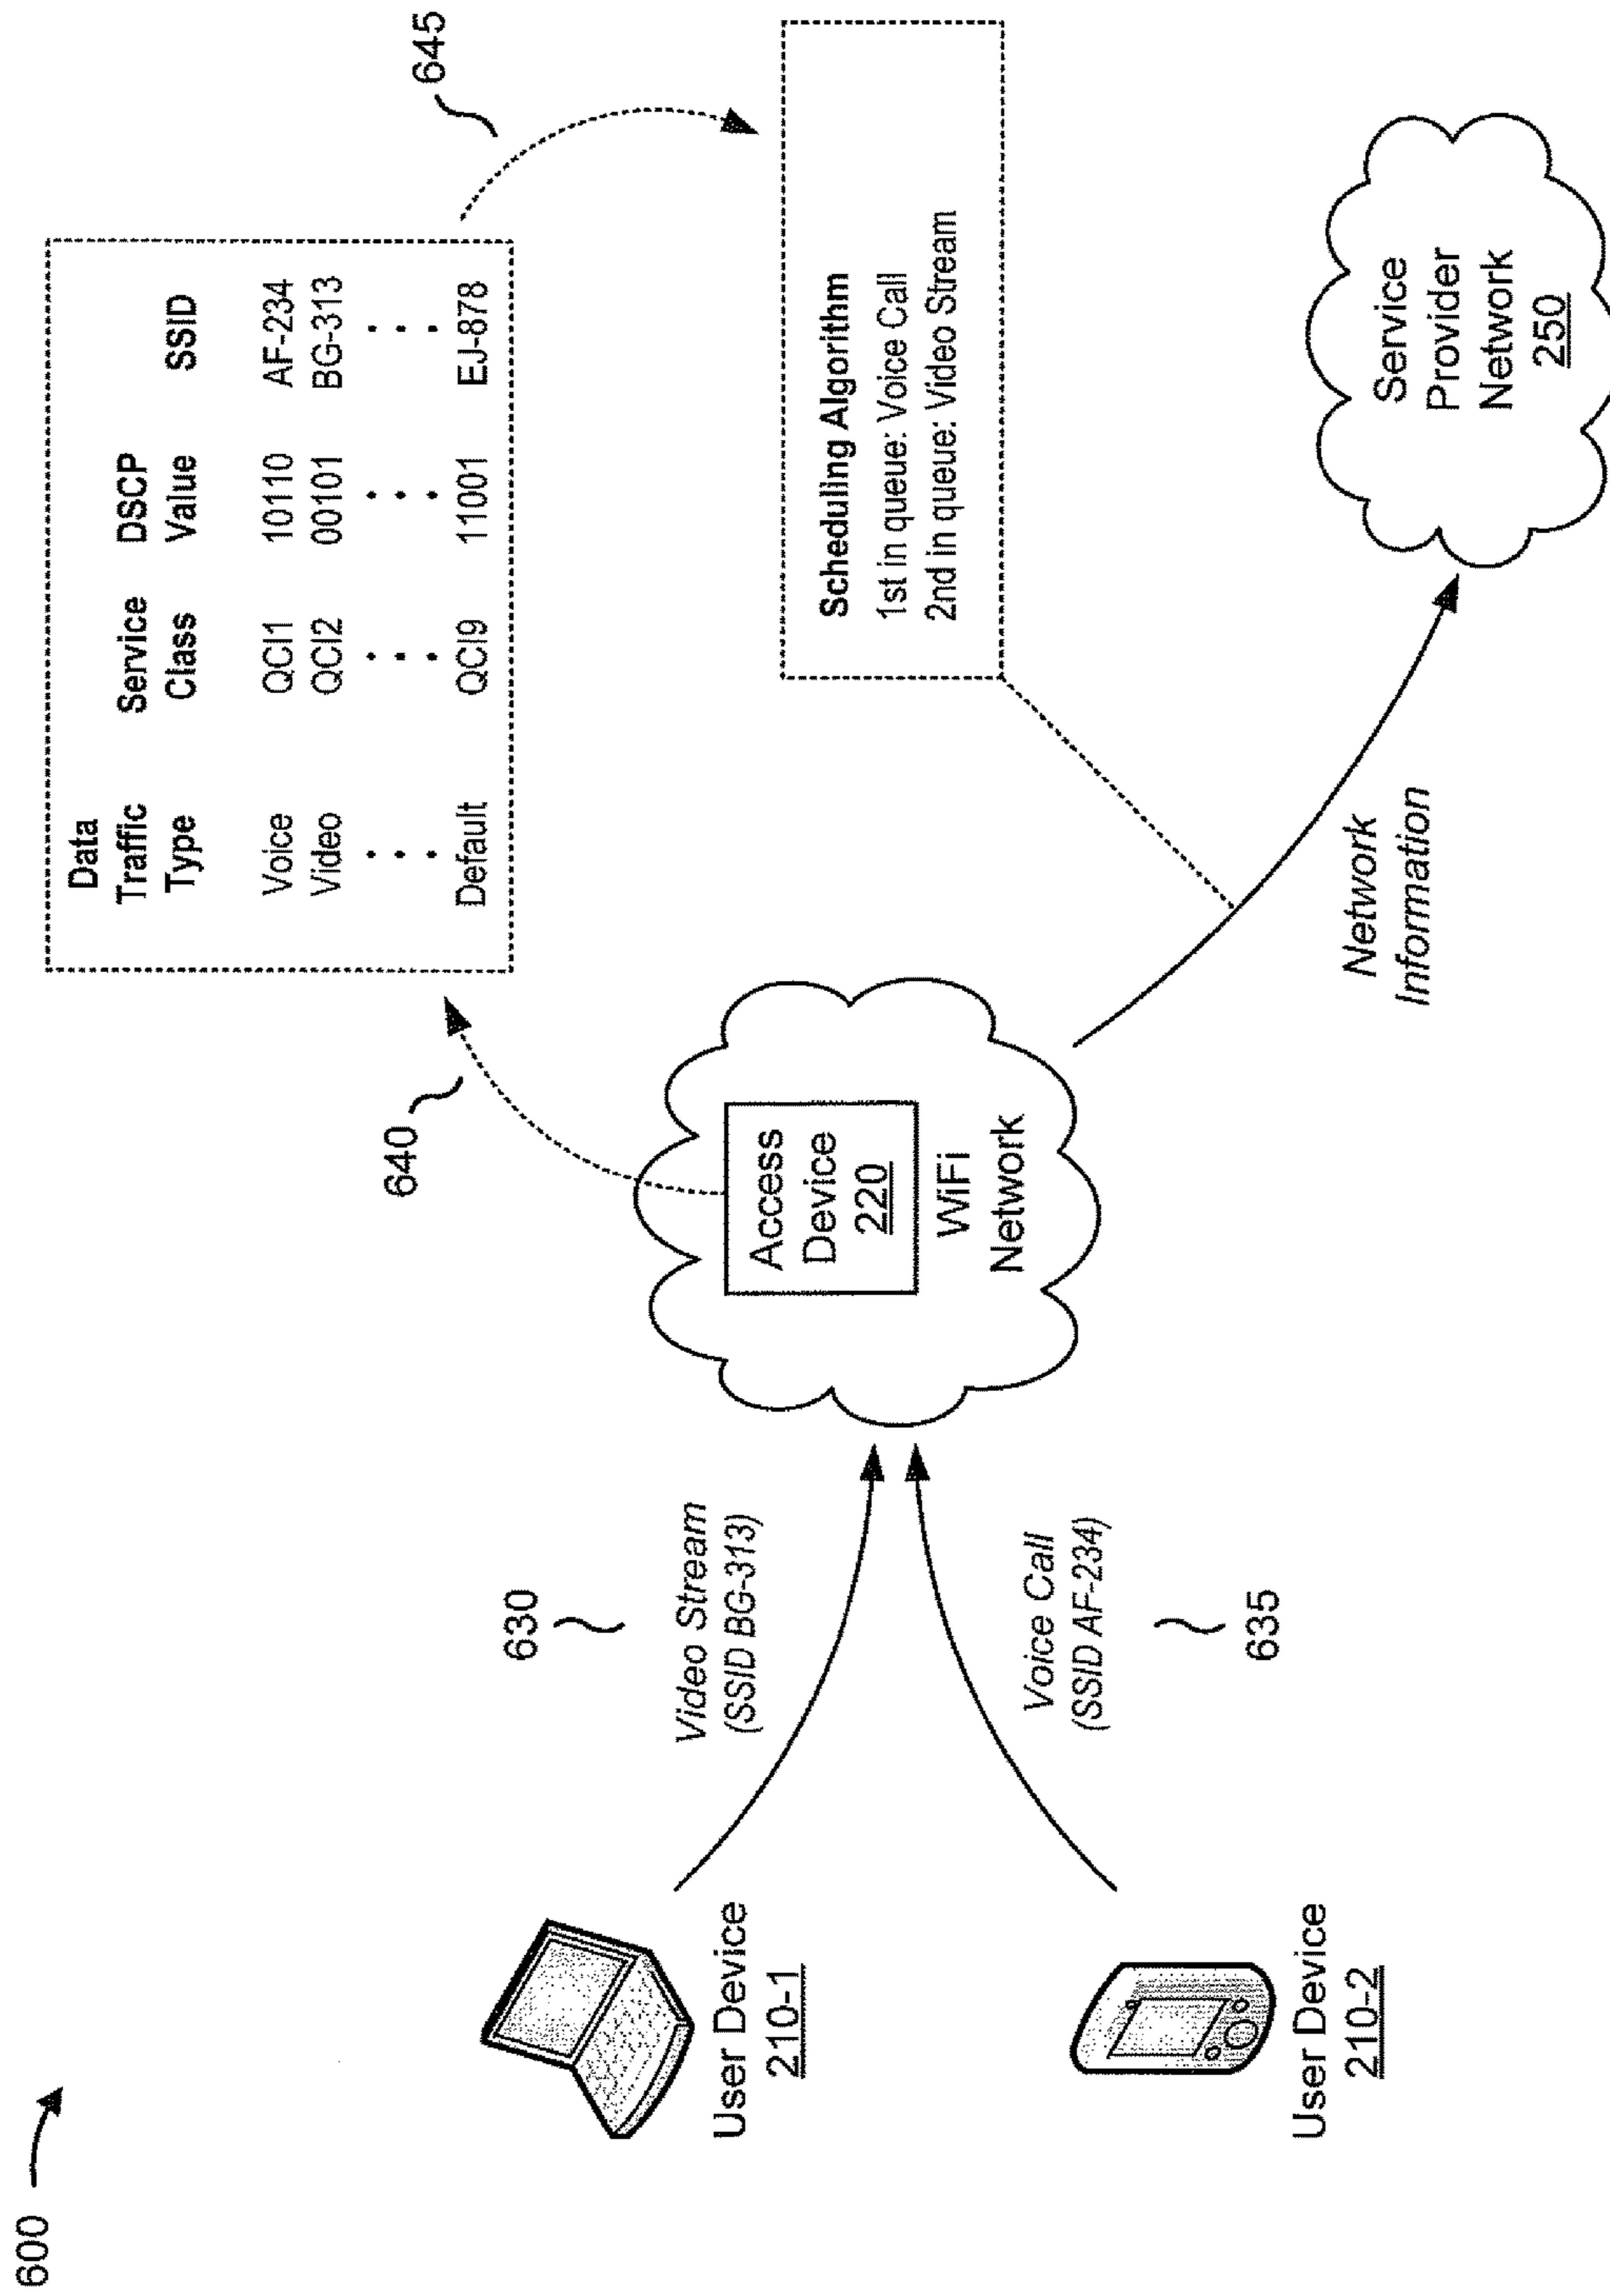 600
645
Data
Traffic Service DSCP
Type Class Value SSID
Voice QCI1 10110 AF-234
Video QCI2 00101 BG-313
. . . .
. . . .
. . . .
Default QCI9 11001 EJ-878
640
Scheduling Algorithm
1st in queue: Voice Call
2nd in queue: Video Stream
630
Video Stream
(SSID BG-313)
Access
Device
220
WiFi
Network
User Device
210-1
Voice Call
(SSID AF-234)
635
Network
Information
Service
Provider
Network
250
User Device
210-2